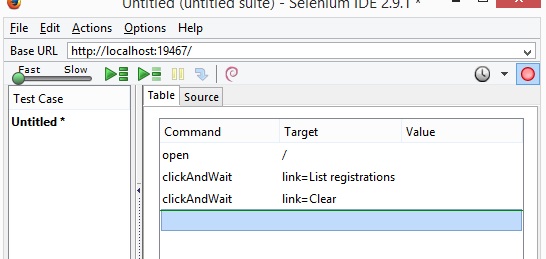 Untitled (untitled suite) - Selenium IDE 2.9.1 *
File Edit Actions Options Help
Base URL http://localhost:19467/
Fast Slow
Table Source
Test Case
Untitled *
Command Target Value
open /
clickAndWait link=List registrations
clickAndWait link=Clear